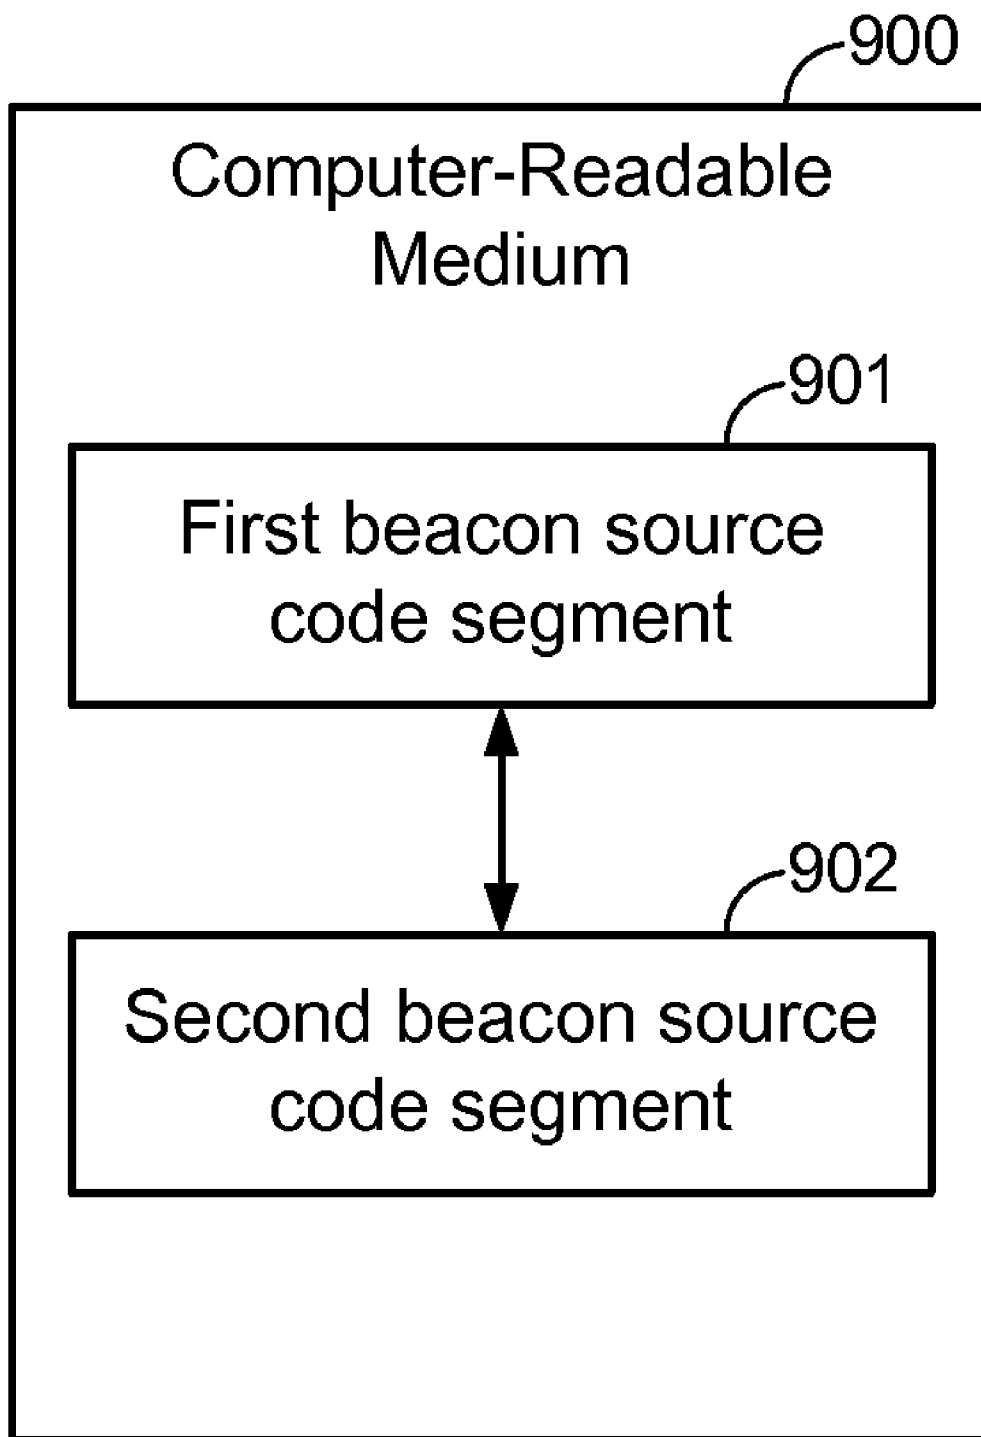 900
Computer-Readable
Medium
901
First beacon source
code segment
902
Second beacon source
code segment